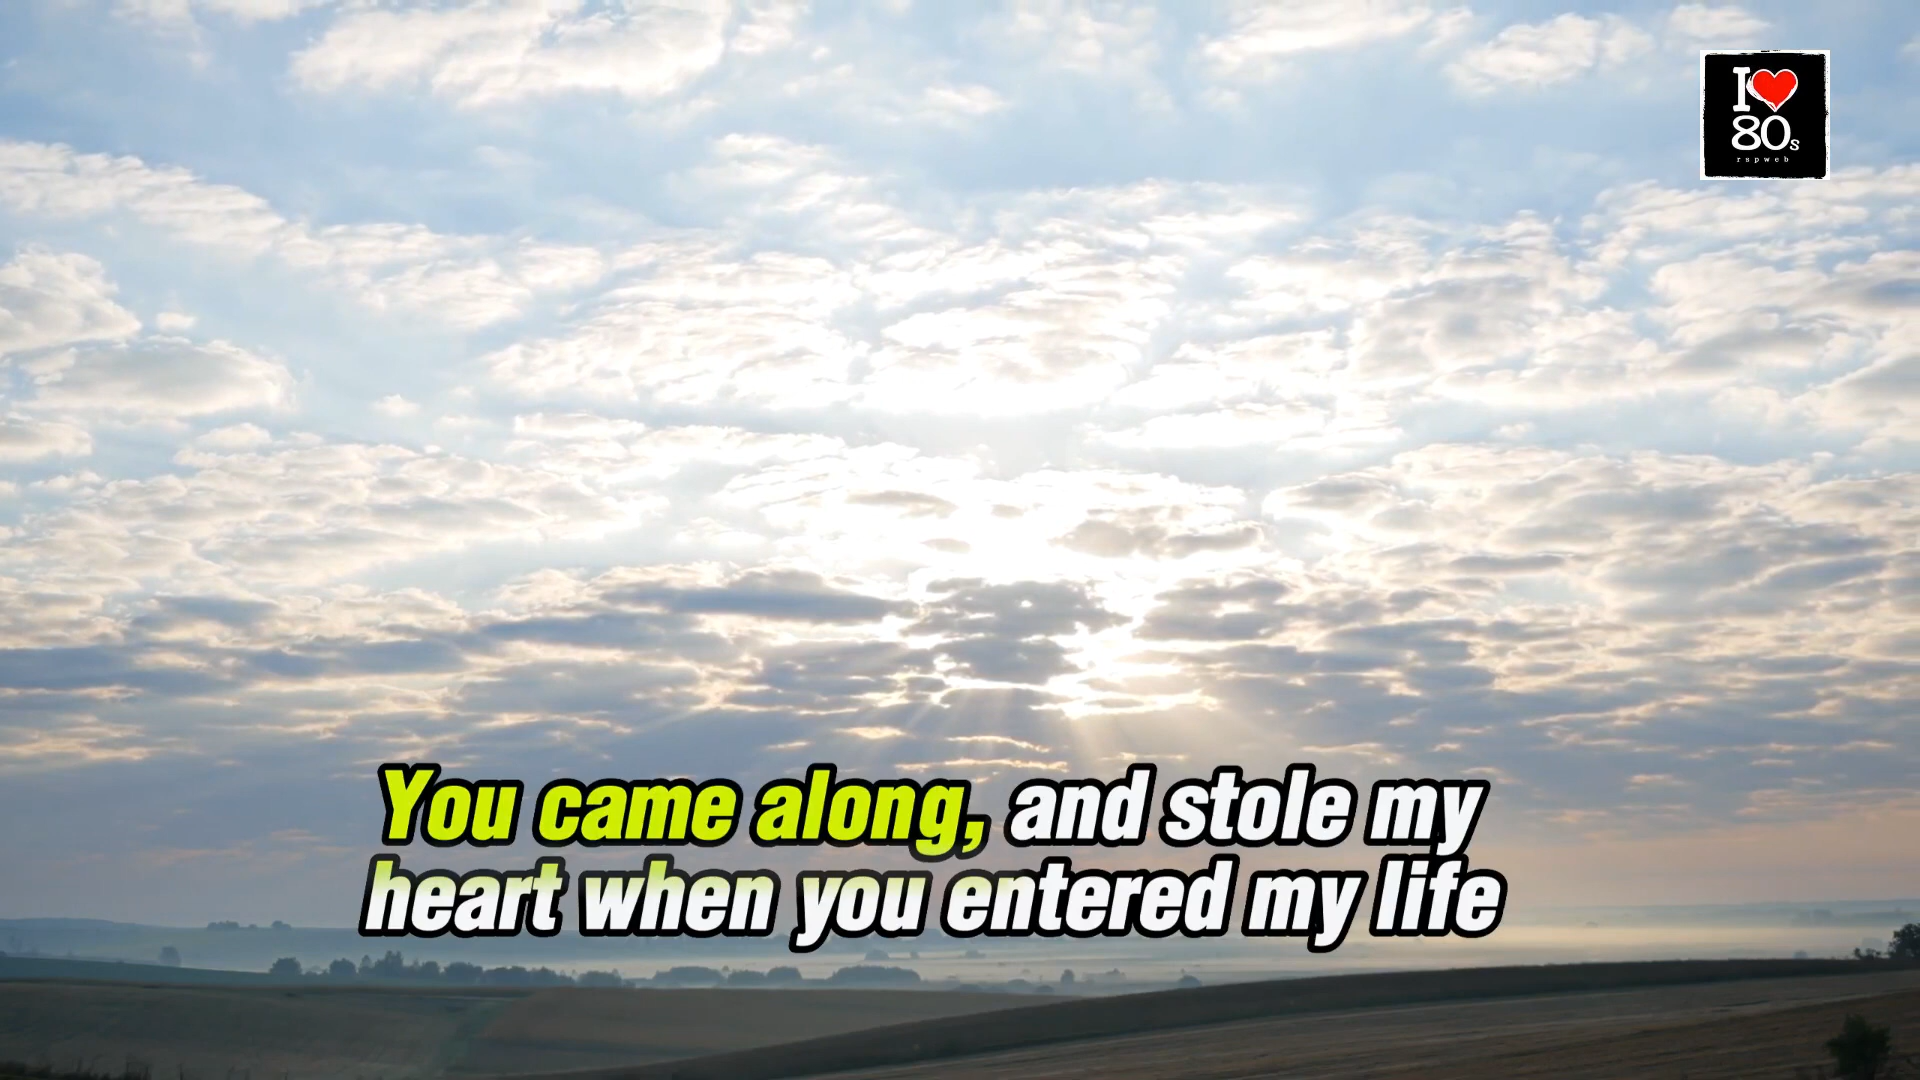 I
80s
rspweb
You came along, and stole my
heart when you entered my life